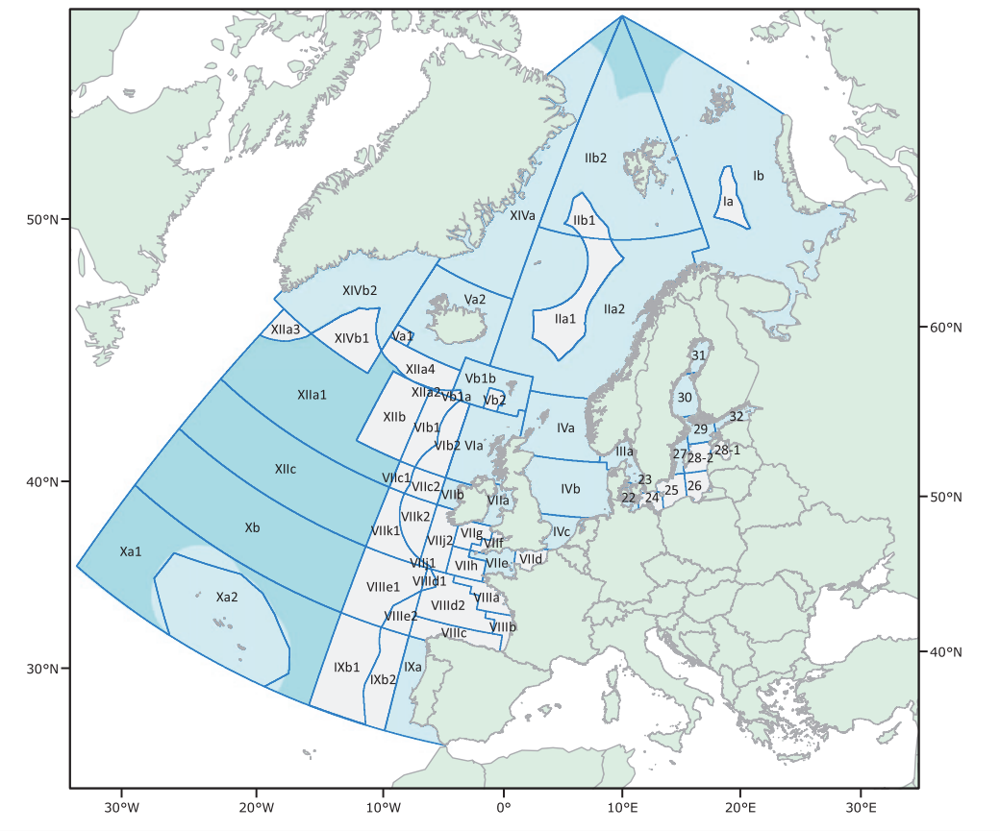 IIb2
Ib
Ia
XIVa
IIb1
50°N
XIVb2
Va2
IIa1
IIa2
XIIa3
XIVb1
Va1
60°N
31
XIIa4
Vb1b
XIIa1
XIIa2
Vb1a
Vb2
30
XIIb
VIb1
IVa
29
32
VIb2
VIa
IIIa
27
28-2
28-1
XIIc
VIIc1
VIIc2
40°N
23
VIIb
VIIa
IVb
22
24
25
26
50°N
VIIk2
Xb
VIIk1
VIIg
IVc
VIIj2
VIIf
Xa1
VIIj1
VIIh
VIIe
VIId
VIIIe1
VIIId1
Xa2
VIIId2
VIIIa
VIIIe2
VIIIb
VIIIc
40°N
30°N
IXb1
IXb2
IXa
30°W
20°W
10°W
0°
10°E
20°E
30°E